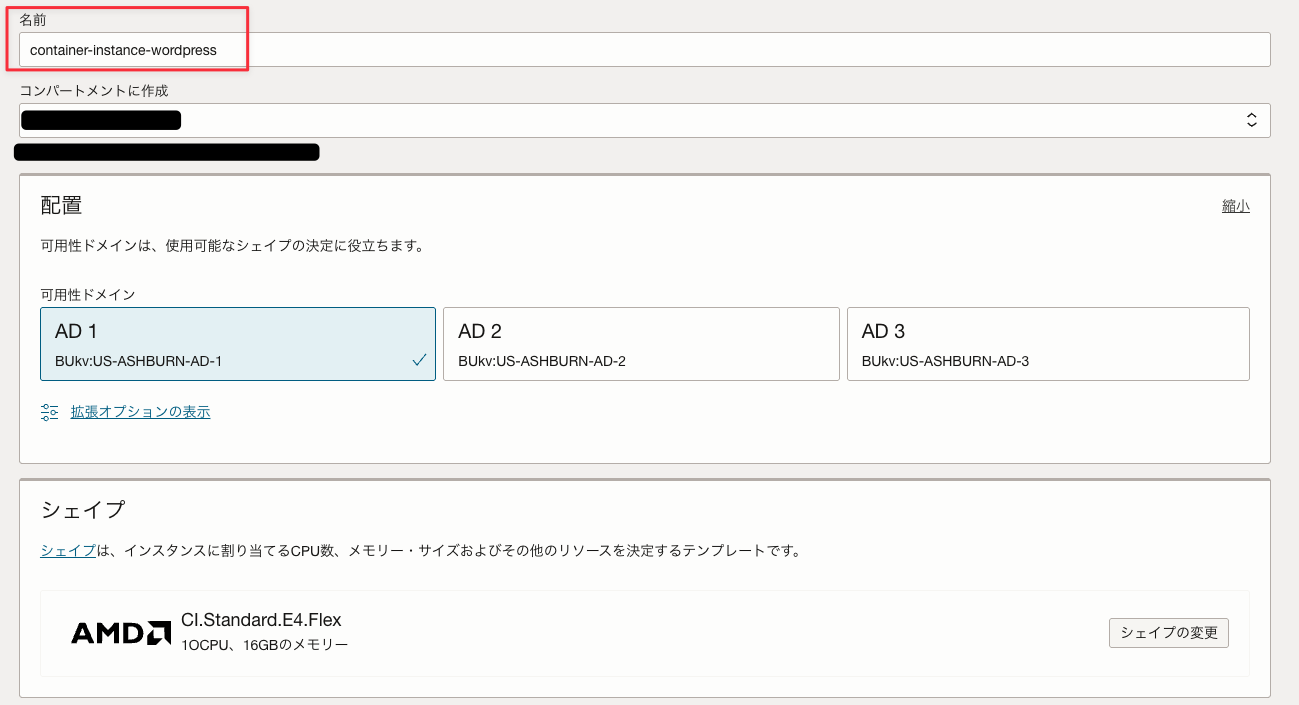 名前
container-instance-wordpress
コンパートメントに作成
配置
縮小
可用性ドメインは、使用可能なシェイプの決定に役立ちます。
可用性ドメイン
AD 1
BUkv:US-ASHBURN-AD-1
AD 2
BUkv:US-ASHBURN-AD-2
AD 3
BUkv:US-ASHBURN-AD-3
拡張オプションの表示
シェイプ
シェイプは、インスタンスに割り当てるCPU数、メモリー・サイズおよびその他のリソースを決定するテンプレートです。
AMD
CI.Standard.E4.Flex
1OCPU、16GBのメモリー
シェイプの変更